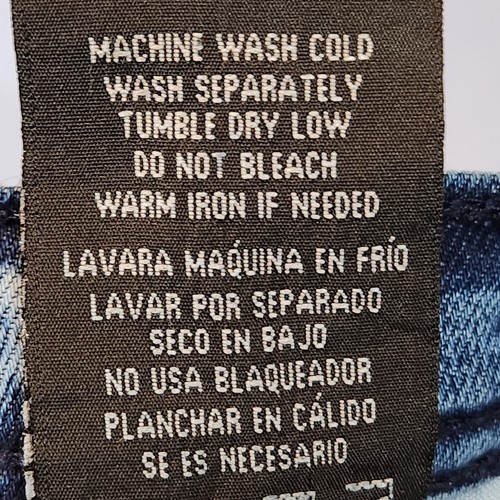 MACHINE WASH COLD
WASH SEPARATELY
TUMBLE DRY LOW
DO NOT BLEACH
WARM IRON IF NEEDED
LAVARA MAQUINA EN FRÍO
LAVAR POR SEPARADO
SECO EN BAJO
NO USA BLAQUEADOR
PLANCHAR EN CÁLIDO
SE ES NECESARIO